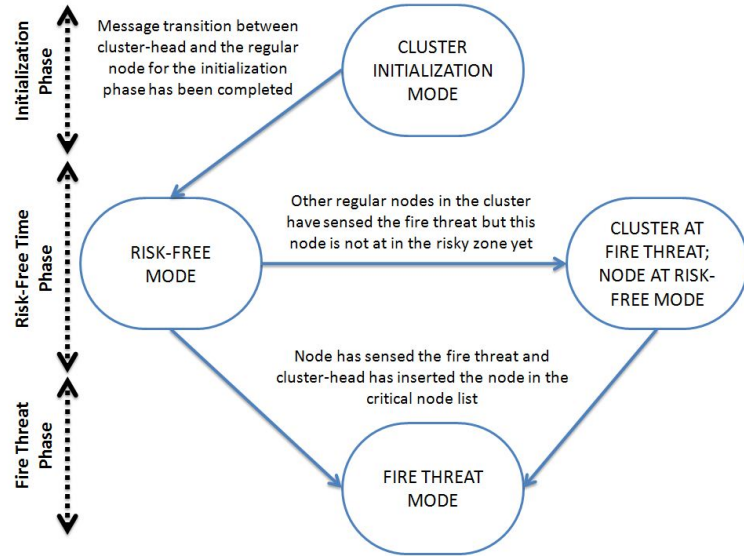 Initialization
Phase
Message transition between
cluster-head and the regular
node for the initialization
phase has been completed
CLUSTER
INITIALIZATION
MODE
Risk-Free Time
Phase
RISK-FREE
MODE
Other regular nodes in the cluster
have sensed the fire threat but this
node is not at in the risky zone yet
CLUSTER AT
FIRE THREAT;
NODE AT RISK-
FREE MODE
Fire Threat
Phase
Node has sensed the fire threat and
cluster-head has inserted the node in the
critical node list
FIRE THREAT
MODE